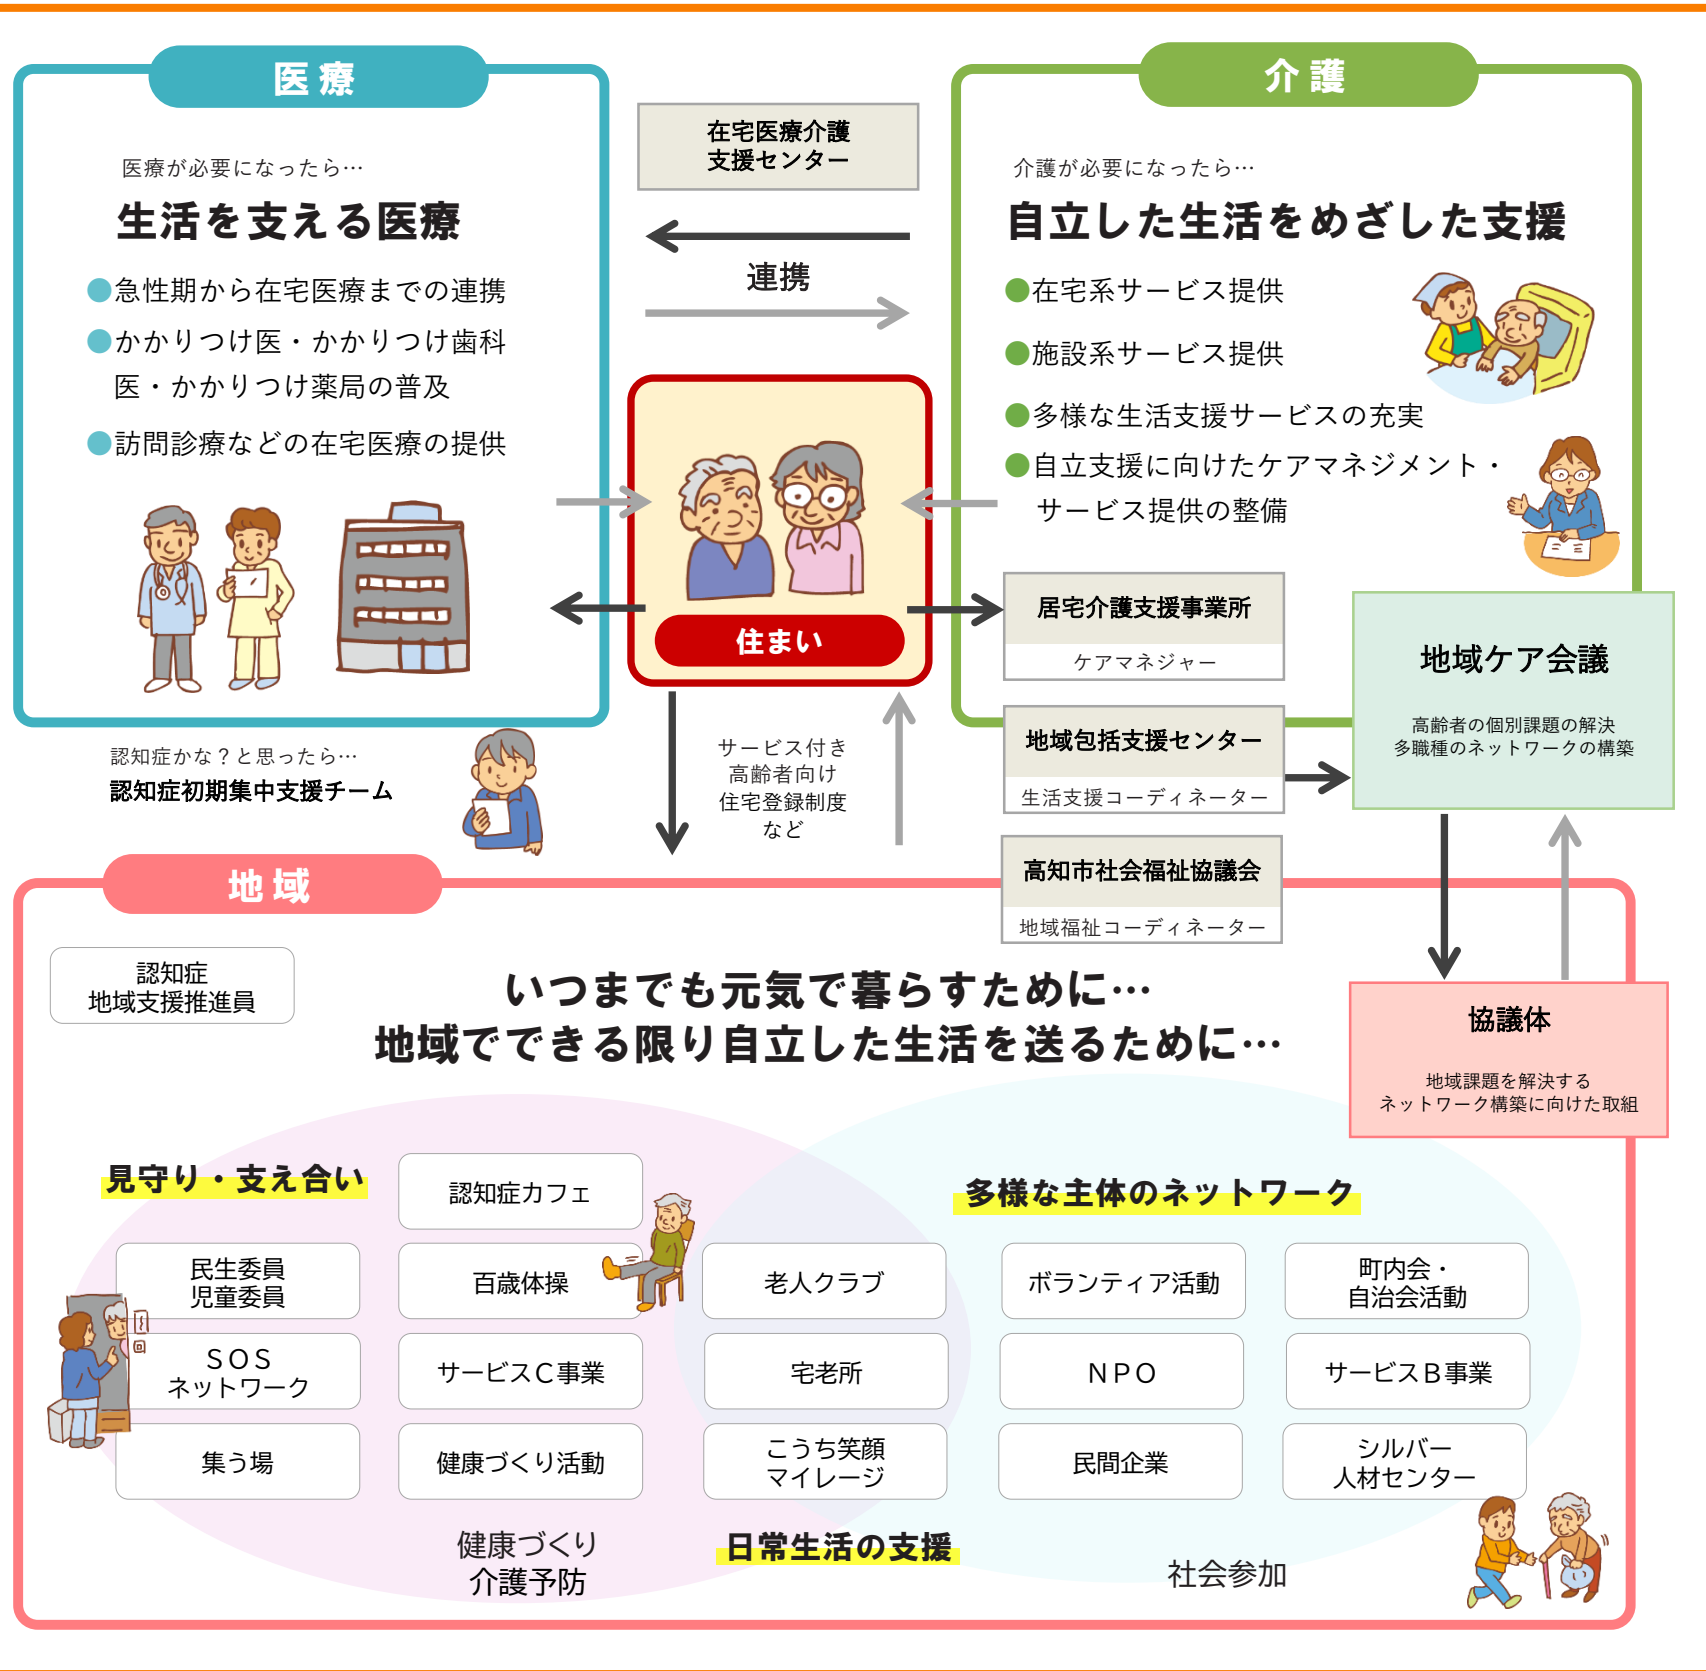 医療
医療が必要になったら…
生活を支える医療
●急性期から在宅医療までの連携
●かかりつけ医・かかりつけ歯科
医・かかりつけ薬局の普及
●訪問診療などの在宅医療の提供
認知症かな？と思ったら…
認知症初期集中支援チーム
在宅医療介護
支援センター
連携
住まい
サービス付き
高齢者向け
住宅登録制度
など
介護
介護が必要になったら…
自立した生活をめざした支援
●在宅系サービス提供
●施設系サービス提供
●多様な生活支援サービスの充実
●自立支援に向けたケアマネジメント・
サービス提供の整備
居宅介護支援事業所
ケアマネジャー
地域包括支援センター
生活支援コーディネーター
高知市社会福祉協議会
地域福祉コーディネーター
地域ケア会議
高齢者の個別課題の解決
多職種のネットワークの構築
協議体
地域課題を解決する
ネットワーク構築に向けた取組
地域
認知症
地域支援推進員
いつまでも元気で暮らすために…
地域でできる限り自立した生活を送るために…
見守り・支え合い
認知症カフェ
多様な主体のネットワーク
民生委員
児童委員
百歳体操
老人クラブ
ボランティア活動
町内会・
自治会活動
ＳＯＳ
ネットワーク
サービスＣ事業
宅老所
ＮＰＯ
サービスＢ事業
集う場
健康づくり活動
こうち笑顔
マイレージ
民間企業
シルバー
人材センター
健康づくり
介護予防
日常生活の支援
社会参加